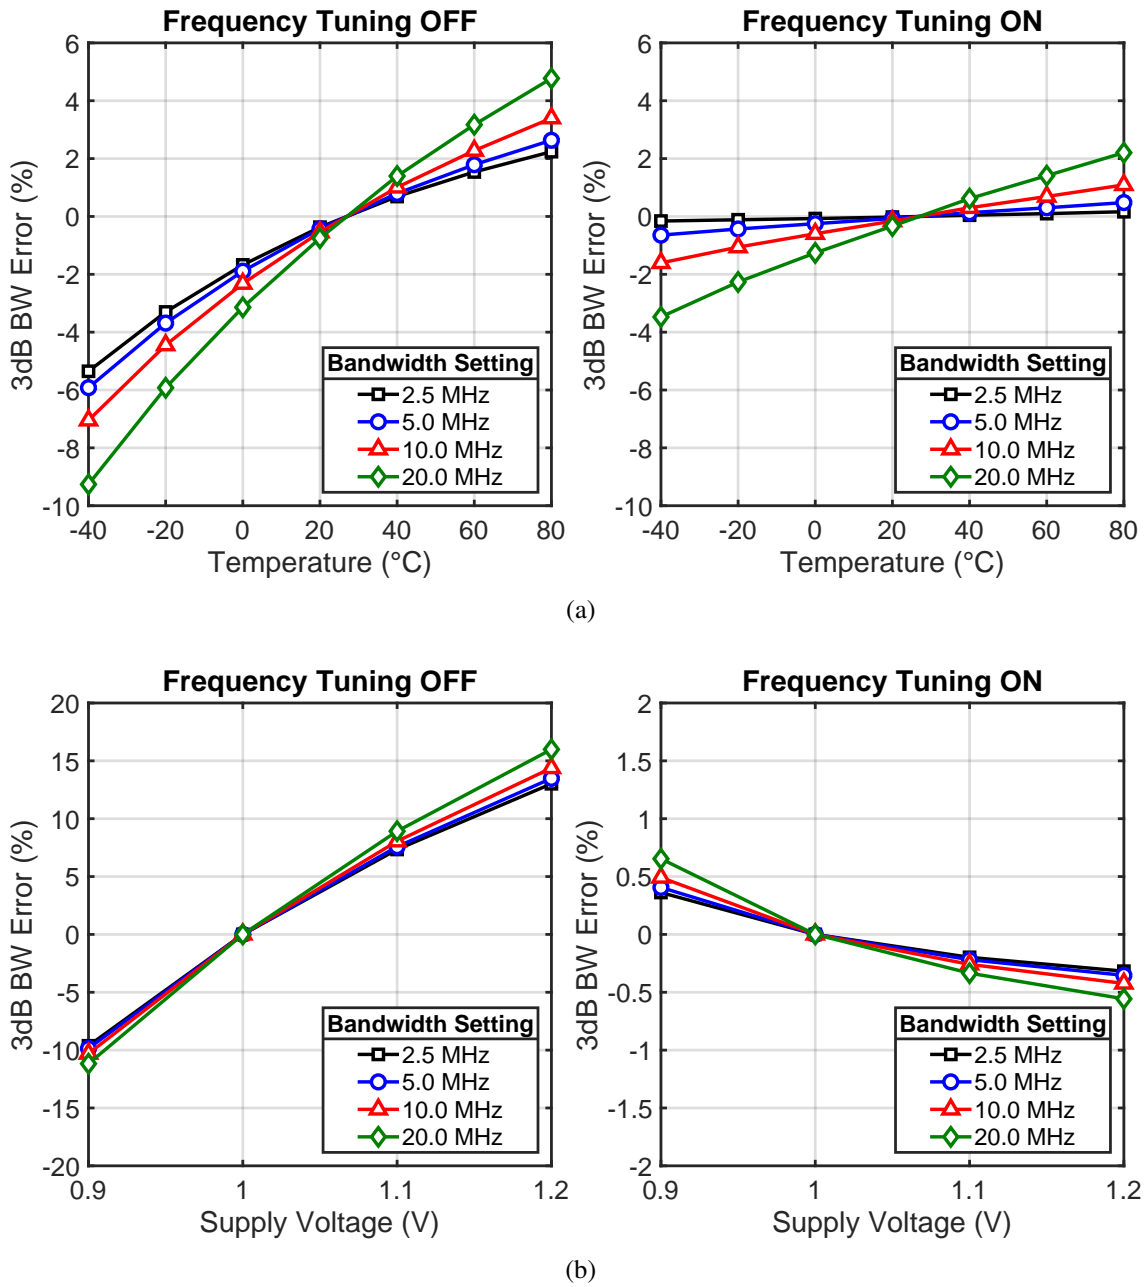 Frequency Tuning OFF
6
4
2
0
-2
-4
-6
-8
-10
3dB BW Error (%)
-40 -20 0 20 40 60 80
Temperature (°C)
Bandwidth Setting
2.5 MHz
5.0 MHz
10.0 MHz
20.0 MHz
Frequency Tuning ON
6
4
2
0
-2
-4
-6
-8
-10
3dB BW Error (%)
-40 -20 0 20 40 60 80
Temperature (°C)
Bandwidth Setting
2.5 MHz
5.0 MHz
10.0 MHz
20.0 MHz
(a)
Frequency Tuning OFF
20
15
10
5
0
-5
-10
-15
-20
3dB BW Error (%)
0.9 1 1.1 1.2
Supply Voltage (V)
Bandwidth Setting
2.5 MHz
5.0 MHz
10.0 MHz
20.0 MHz
Frequency Tuning ON
2
1.5
1
0.5
0
-0.5
-1
-1.5
-2
3dB BW Error (%)
0.9 1 1.1 1.2
Supply Voltage (V)
Bandwidth Setting
2.5 MHz
5.0 MHz
10.0 MHz
20.0 MHz
(b)